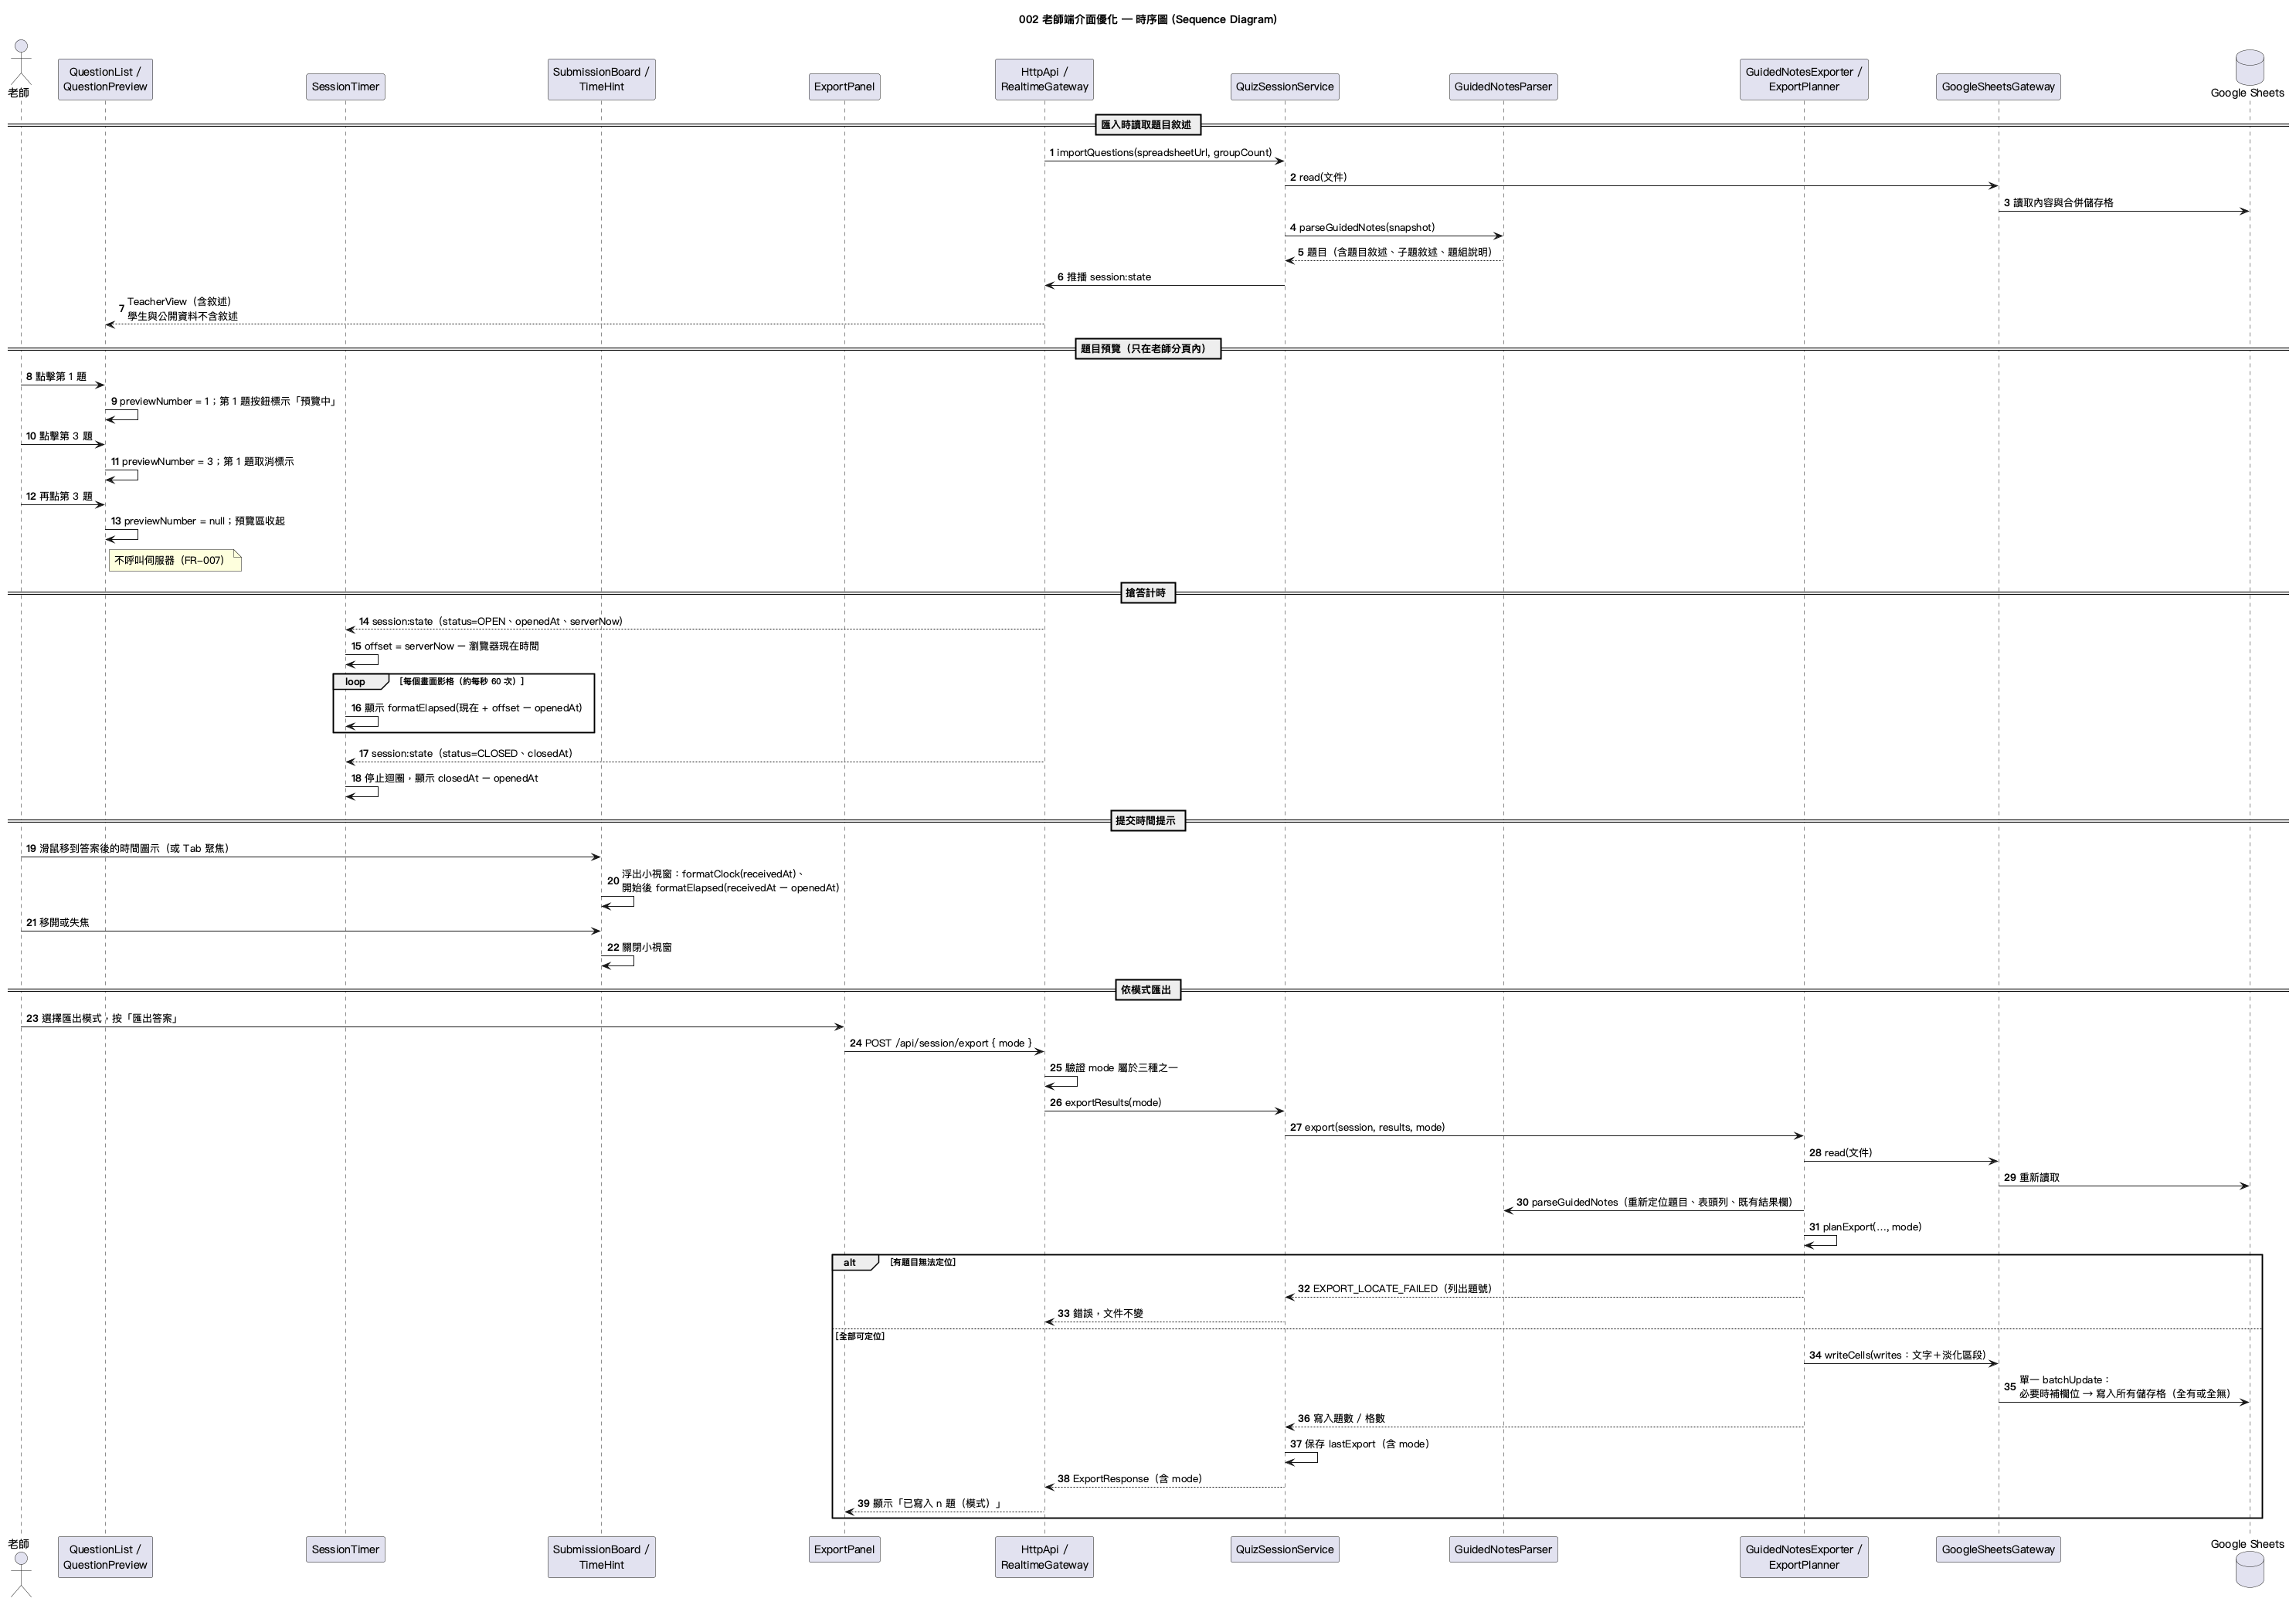 002 老師端介面優化 — 時序圖 (Sequence Diagram)
老師
QuestionList /
QuestionPreview
SessionTimer
SubmissionBoard /
TimeHint
ExportPanel
HttpApi /
RealtimeGateway
QuizSessionService
GuidedNotesParser
GuidedNotesExporter /
ExportPlanner
GoogleSheetsGateway
Google Sheets
匯入時讀取題目敘述
1 importQuestions(spreadsheetUrl, groupCount)
2 read(文件)
3 讀取內容與合併儲存格
4 parseGuidedNotes(snapshot)
5 題目（含題目敘述、子題敘述、題組說明）
6 推播 session:state
7 TeacherView（含敘述）
學生與公開資料不含敘述
題目預覽（只在老師分頁內）
8 點擊第 1 題
9 previewNumber = 1；第 1 題按鈕標示「預覽中」
10 點擊第 3 題
11 previewNumber = 3；第 1 題取消標示
12 再點第 3 題
13 previewNumber = null；預覽區收起
不呼叫伺服器（FR-007）
搶答計時
14 session:state（status=OPEN、openedAt、serverNow）
15 offset = serverNow − 瀏覽器現在時間
loop [每個畫面影格（約每秒 60 次）]
16 顯示 formatElapsed(現在 + offset − openedAt)
17 session:state（status=CLOSED、closedAt）
18 停止迴圈，顯示 closedAt − openedAt
提交時間提示
19 滑鼠移到答案後的時間圖示（或 Tab 聚焦）
20 浮出小視窗：formatClock(receivedAt)、
開始後 formatElapsed(receivedAt − openedAt)
21 移開或失焦
22 關閉小視窗
依模式匯出
23 選擇匯出模式，按「匯出答案」
24 POST /api/session/export { mode }
25 驗證 mode 屬於三種之一
26 exportResults(mode)
27 export(session, results, mode)
28 read(文件)
29 重新讀取
30 parseGuidedNotes（重新定位題目、表頭列、既有結果欄）
31 planExport(…, mode)
alt [有題目無法定位]
32 EXPORT_LOCATE_FAILED（列出題號）
33 錯誤，文件不變
[全部可定位]
34 writeCells(writes：文字＋淡化區段)
35 單一 batchUpdate：
必要時補欄位 → 寫入所有儲存格（全有或全無）
36 寫入題數 / 格數
37 保存 lastExport（含 mode）
38 ExportResponse（含 mode）
39 顯示「已寫入 n 題（模式）」
老師
QuestionList /
QuestionPreview
SessionTimer
SubmissionBoard /
TimeHint
ExportPanel
HttpApi /
RealtimeGateway
QuizSessionService
GuidedNotesParser
GuidedNotesExporter /
ExportPlanner
GoogleSheetsGateway
Google Sheets